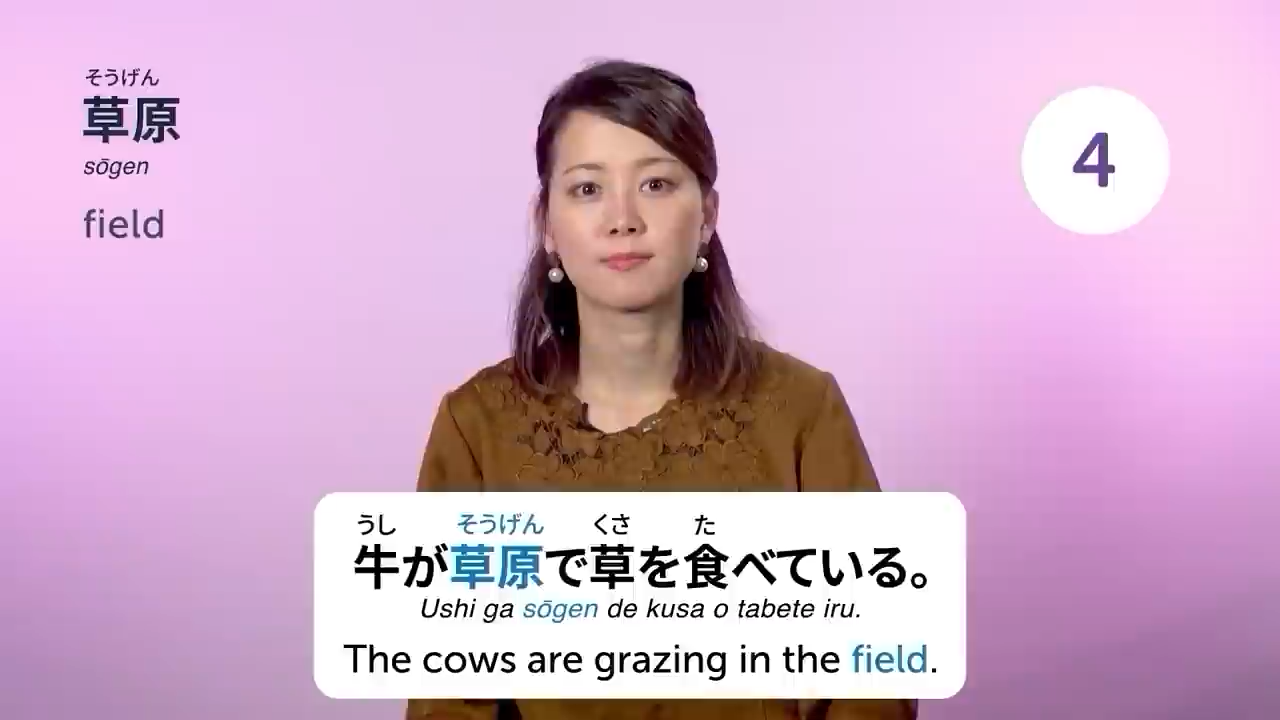 そうげん
草原
sōgen
field
4
うし そうげん くさ た
牛が草原で草を食べている。
Ushi ga sōgen de kusa o tabete iru.
The cows are grazing in the field.